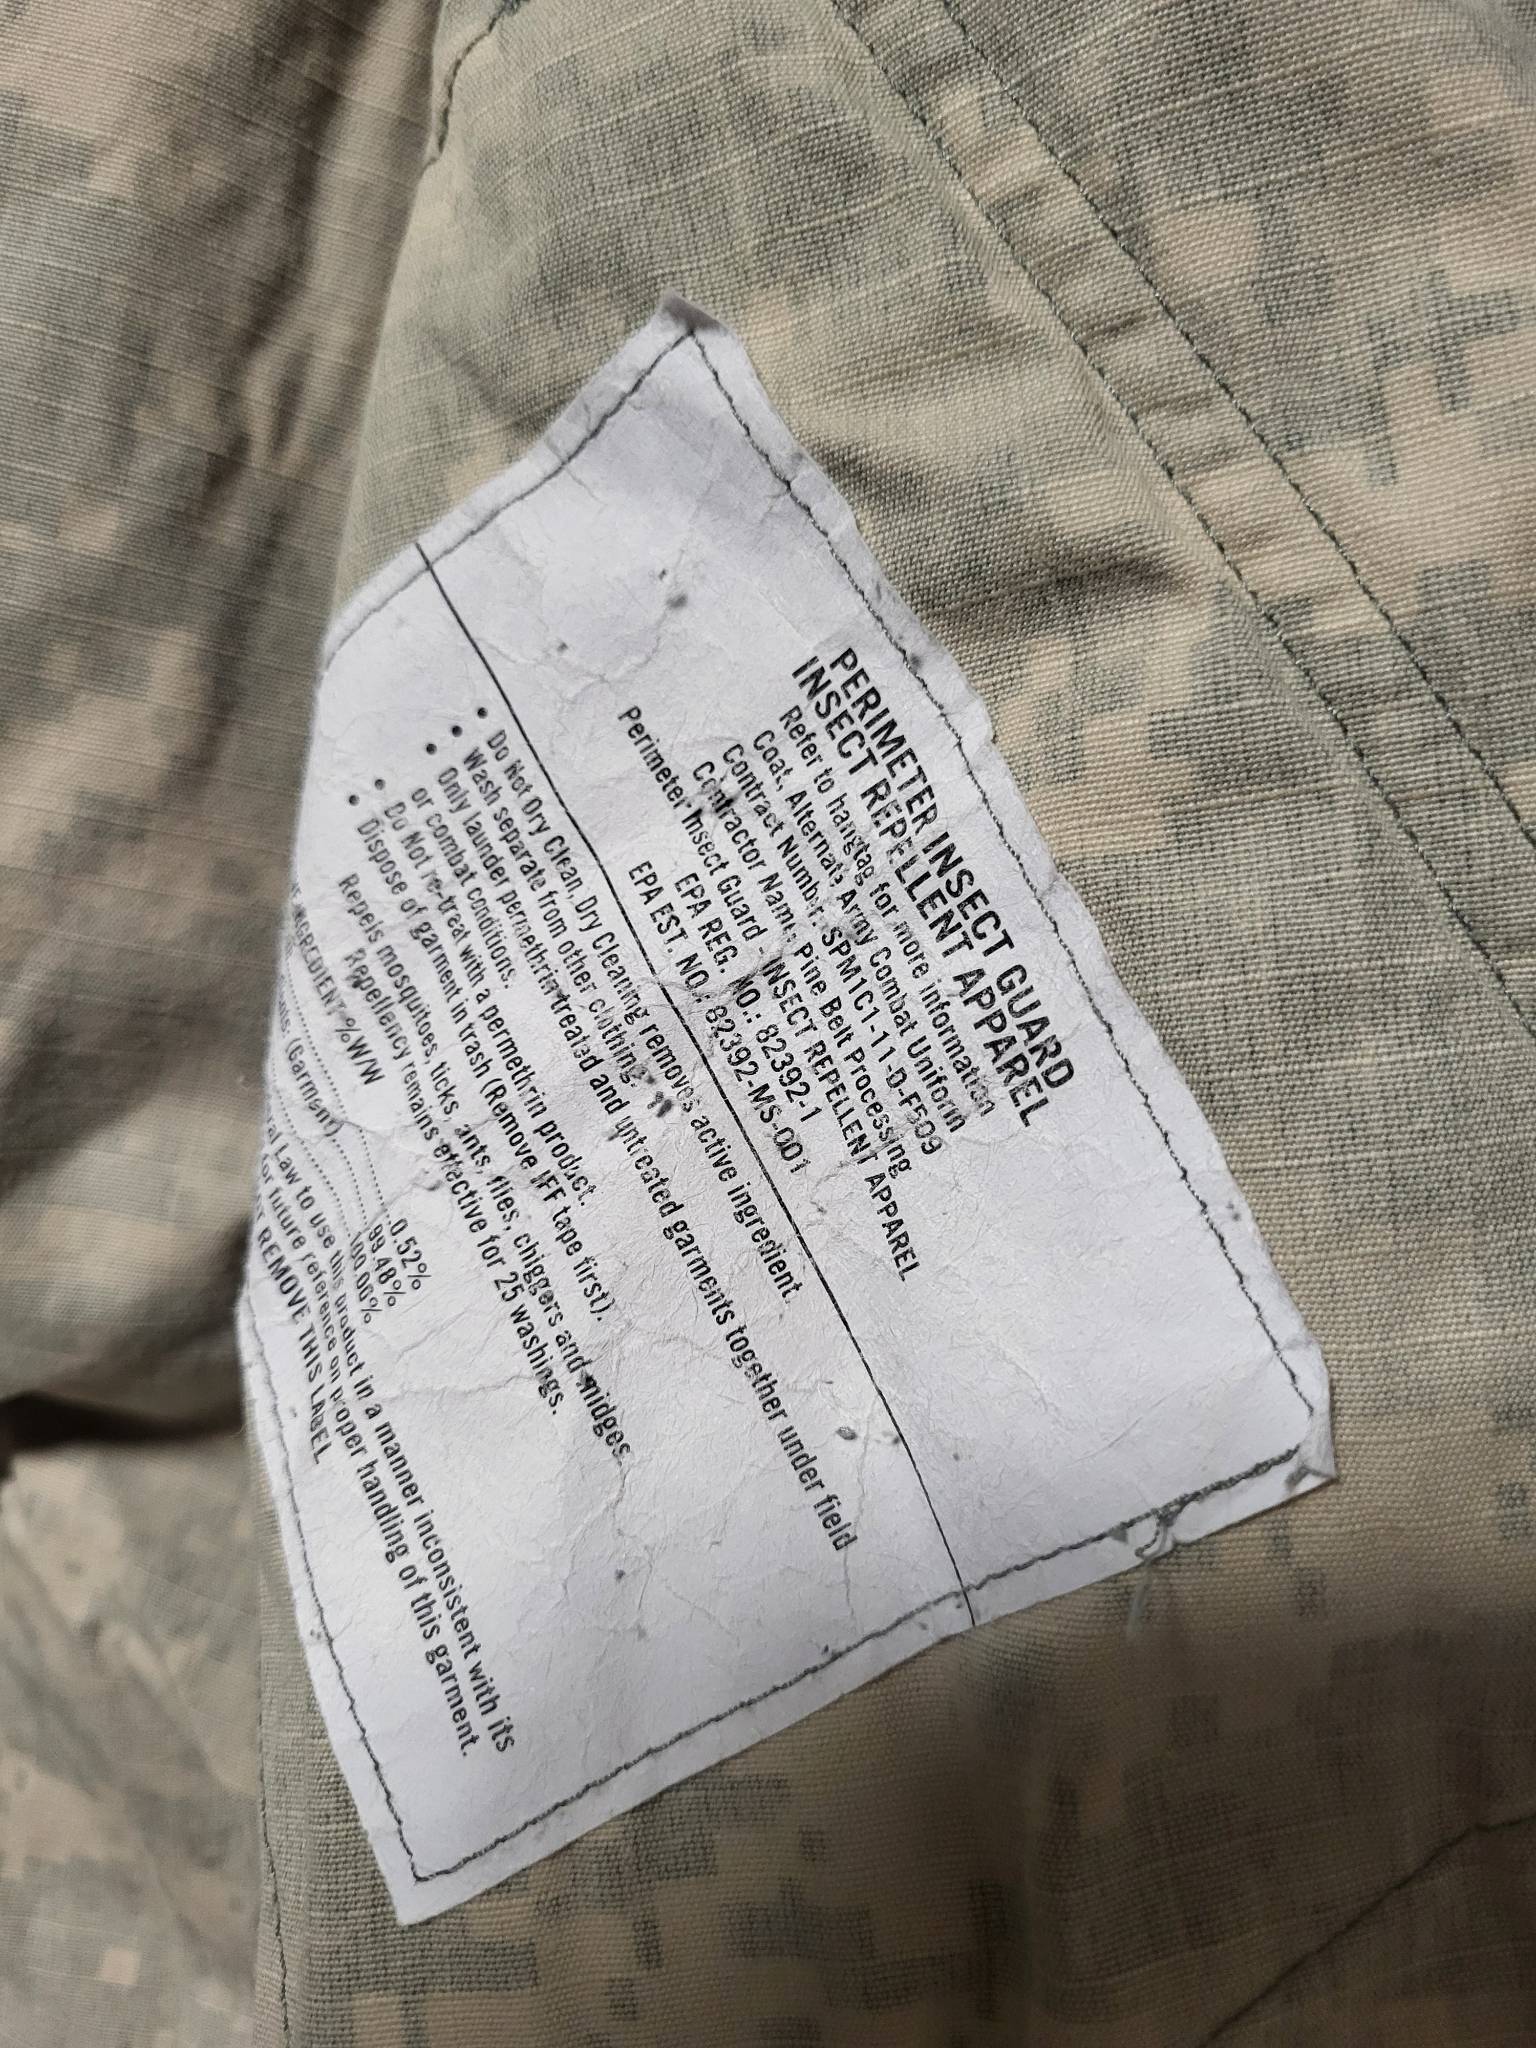 PERIMETER INSECT GUARD
INSECT REPELLENT APPAREL
Refer to hangtag for more information
Coat, Alternate Army Combat Uniform
Contract Number: SPM1C1-11-D-F509
Contractor Name: Pine Belt Processing
Perimeter Insect Guard - INSECT REPELLENT APPAREL
EPA REG. NO.: 82392-1
EPA EST. NO.: 82392-MS-001
• Do Not Dry Clean, Dry Cleaning removes active ingredient.
• Wash separate from other clothing.
• Only launder permethrin treated and untreated garments together under field
or combat conditions.
• Do Not re-treat with a permethrin product.
• Dispose of garment in trash (Remove IFF tape first).
Repels mosquitoes, ticks, ants, flies, chiggers and midges.
Repellency remains effective for 25 washings.
INGREDIENT %W/W
0.52%
(Garment) 99.48%
100.00%
Law to use this product in a manner inconsistent with its
for future reference on proper handling of this garment.
REMOVE THIS LABEL